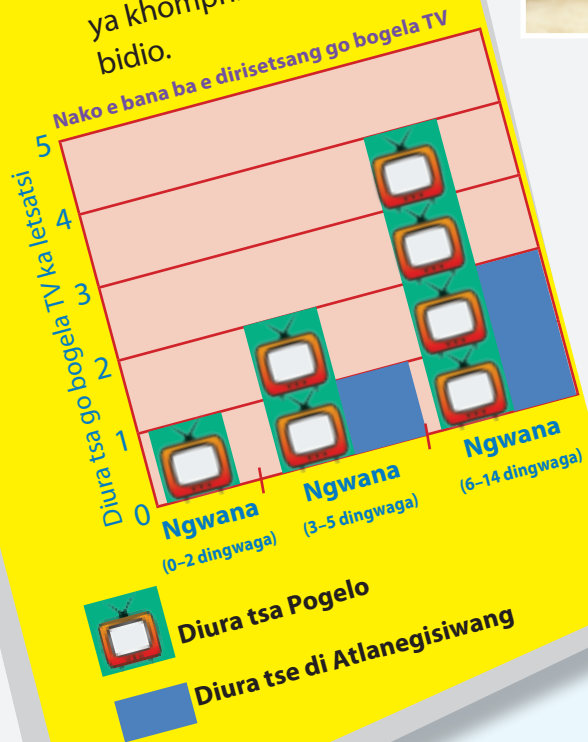 ya
bidio.
Nako e bana ba e dirisetsang go bogela TV
Diura tsa go bogela TV ka letsatsi
5
4
3
2
1
0
Ngwana
(0–2 dingwaga)
Ngwana
(3–5 dingwaga)
Ngwana
(6–14 dingwaga)
Diura tsa Pogelo
Diura tse di Atlanegisiwang